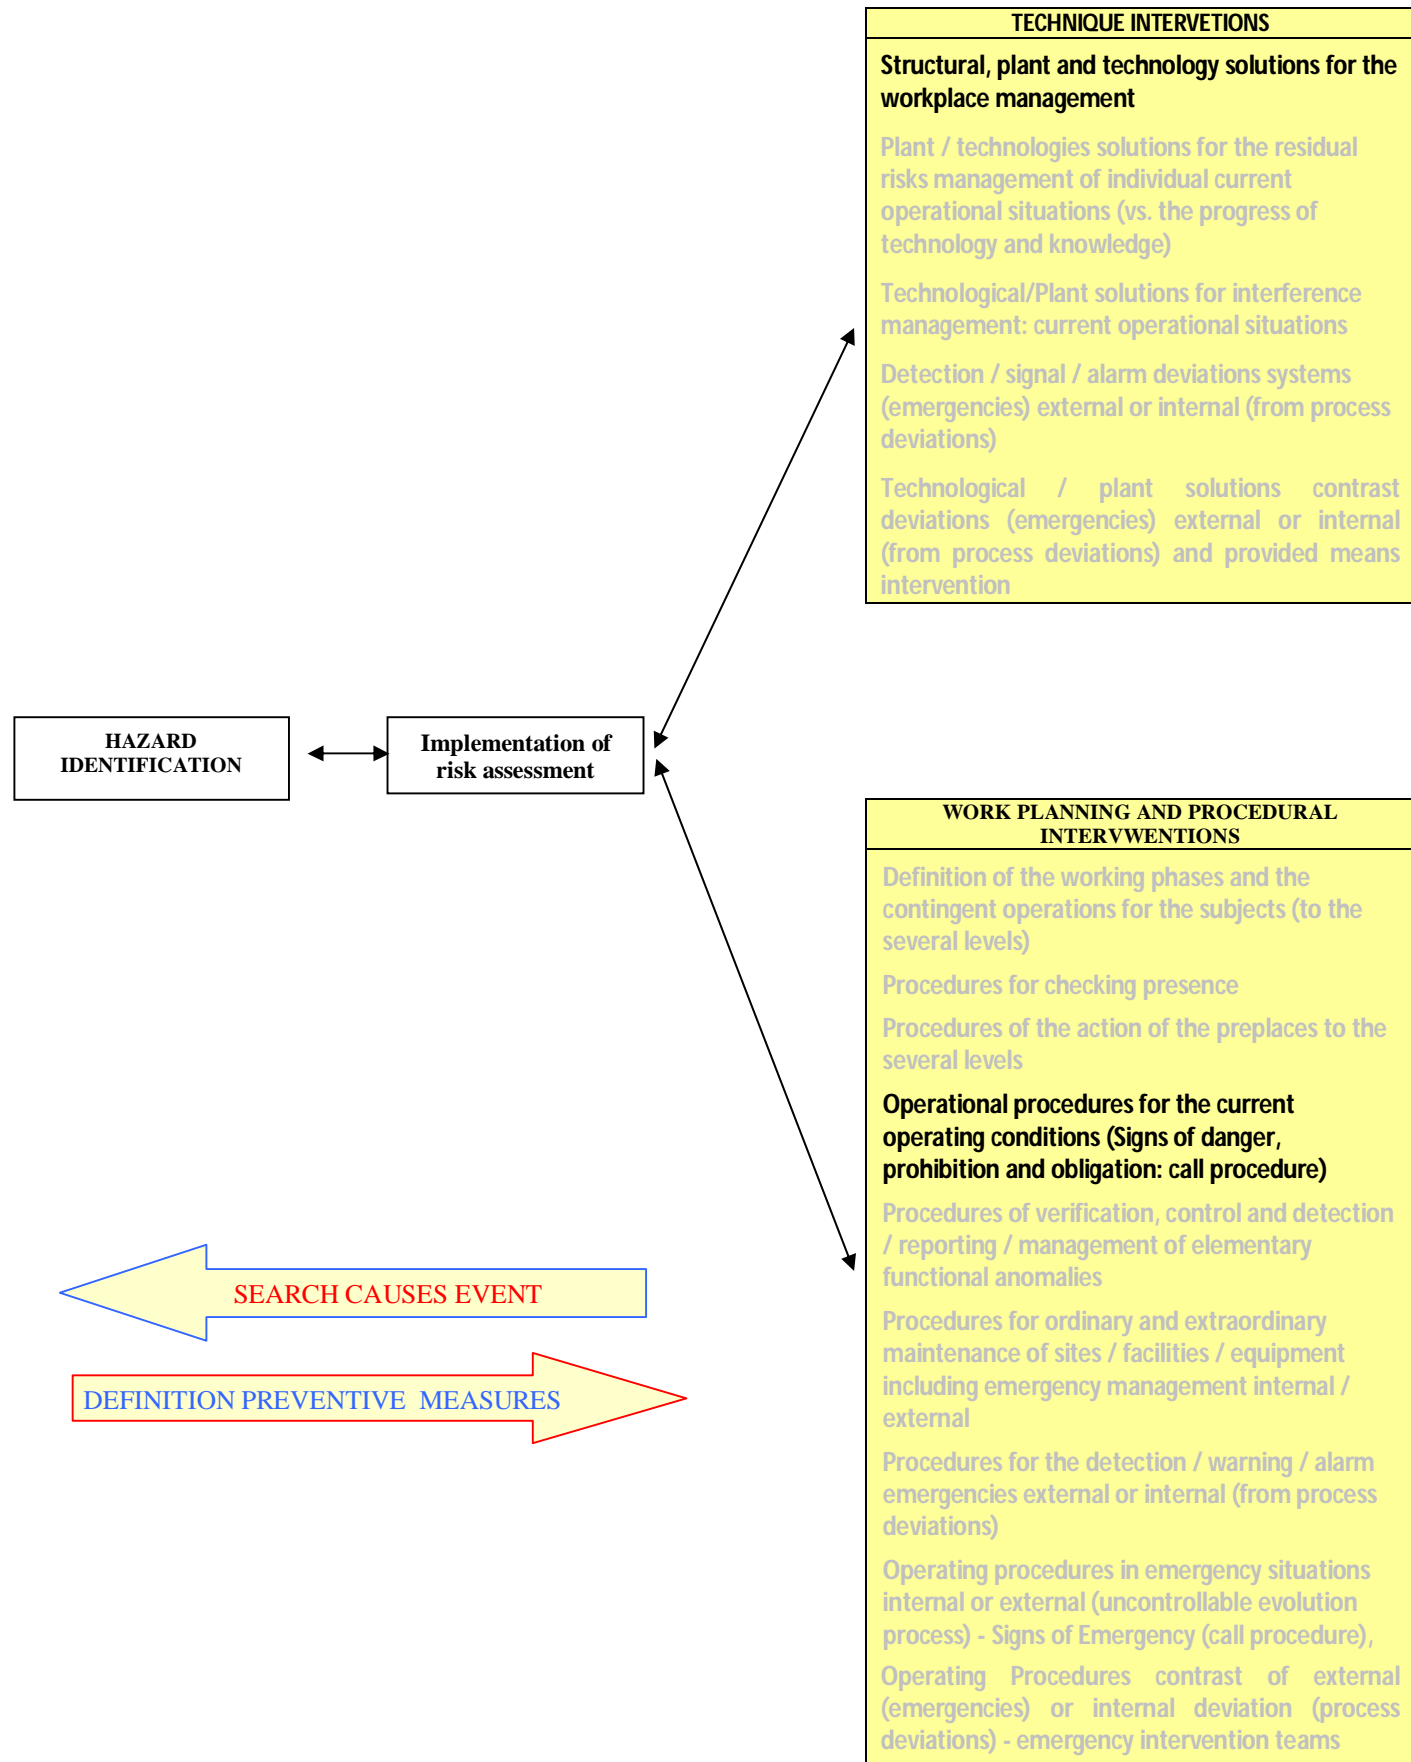 TECHNIQUE INTERVETIONS
Structural, plant and technology solutions for the
workplace management
Plant / technologies solutions for the residual
risks management of individual current
operational situations (vs. the progress of
technology and knowledge)
Technological/Plant solutions for interference
management: current operational situations
Detection / signal / alarm deviations systems
(emergencies) external or internal (from process
deviations)
Technological / plant solutions contrast
deviations (emergencies) external or internal
(from process deviations) and provided means
intervention
HAZARD
IDENTIFICATION
Implementation of
risk assessment
WORK PLANNING AND PROCEDURAL
INTERVWENTIONS
Definition of the working phases and the
contingent operations for the subjects (to the
several levels)
Procedures for checking presence
Procedures of the action of the preplaces to the
several levels
Operational procedures for the current
operating conditions (Signs of danger,
prohibition and obligation: call procedure)
Procedures of verification, control and detection
/ reporting / management of elementary
functional anomalies
Procedures for ordinary and extraordinary
maintenance of sites / facilities / equipment
including emergency management internal /
external
Procedures for the detection / warning / alarm
emergencies external or internal (from process
deviations)
Operating procedures in emergency situations
internal or external (uncontrollable evolution
process) - Signs of Emergency (call procedure),
Operating Procedures contrast of external
(emergencies) or internal deviation (process
deviations) - emergency intervention teams
SEARCH CAUSES EVENT
DEFINITION PREVENTIVE MEASURES